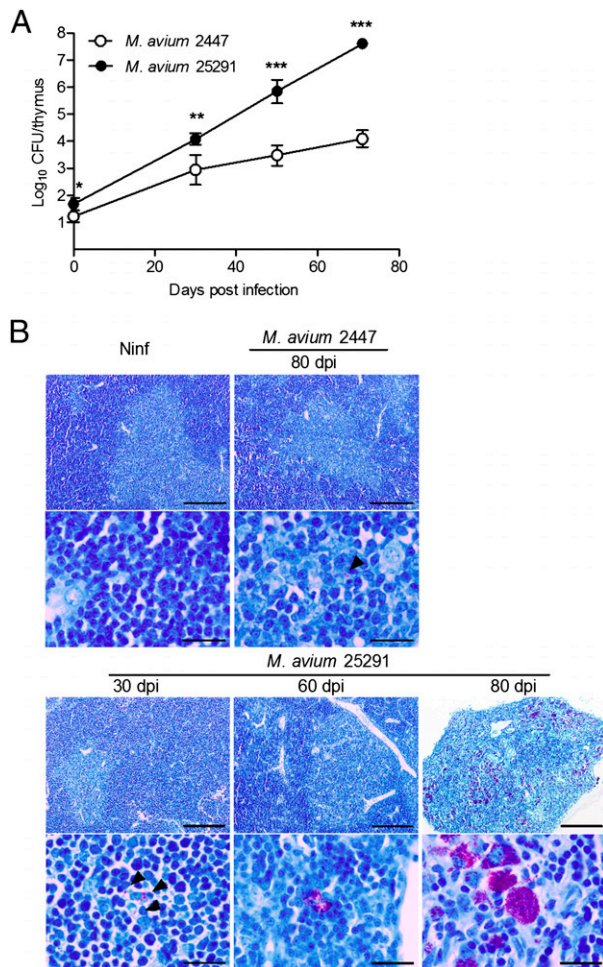 A
M. avium 2447
M. avium 25291
***
***
**
*
Log10 CFU/thymus
8
7
6
5
4
3
2
1
0 20 40 60 80
Days post infection
B
Ninf
M. avium 2447
80 dpi
M. avium 25291
30 dpi 60 dpi 80 dpi